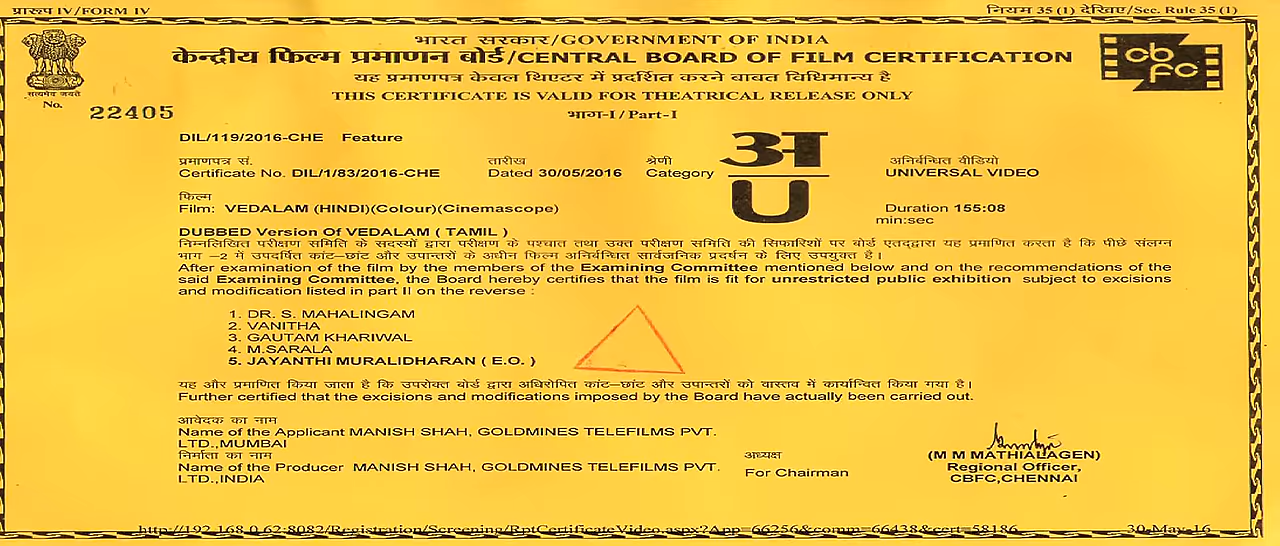 प्रारूप IV/FORM IV
नियम 35 (1) देखिए/Sec. Rule 35 (1)
भारत सरकार/GOVERNMENT OF INDIA
केन्द्रीय फिल्म प्रमाणन बोर्ड/CENTRAL BOARD OF FILM CERTIFICATION
यह प्रमाणपत्र केवल थिएटर में प्रदर्शित करने बावत विधिमान्य है
THIS CERTIFICATE IS VALID FOR THEATRICAL RELEASE ONLY
भाग-I/Part-I
सत्यमेव जयते
No. 22405
cb
fc
DIL/119/2016-CHE Feature
प्रमाणपत्र सं. तारीख श्रेणी अ अनिर्बन्धित वीडियो
Certificate No. DIL/1/83/2016-CHE Dated 30/05/2016 Category U UNIVERSAL VIDEO
फिल्म
Film: VEDALAM (HINDI)(Colour)(Cinemascope) Duration 155:08
min:sec
DUBBED Version Of VEDALAM ( TAMIL )
निम्नलिखित परीक्षण समिति के सदस्यों द्वारा परीक्षण के पश्चात तथा उक्त परीक्षण समिति की सिफारिशों पर बोर्ड एतद्द्वारा यह प्रमाणित करता है कि पीछे संलग्न
भाग –2 में उपदर्षित कांट–छांट और उपान्तरों के अधीन फिल्म अनिर्बन्धित सार्वजनिक प्रदर्षन के लिए उपयुक्त है।
After examination of the film by the members of the Examining Committee mentioned below and on the recommendations of the
said Examining Committee, the Board hereby certifies that the film is fit for unrestricted public exhibition subject to excisions
and modification listed in part II on the reverse :
1. DR. S. MAHALINGAM
2. VANITHA
3. GAUTAM KHARIWAL
4. M.SARALA
5. JAYANTHI MURALIDHARAN ( E.O. )
यह और प्रमाणित किया जाता है कि उपरोक्त बोर्ड द्वारा अधिरोपित कांट–छांट और उपान्तरों को वास्तव में कार्यान्वित किया गया है।
Further certified that the excisions and modifications imposed by the Board have actually been carried out.
आवेदक का नाम
Name of the Applicant MANISH SHAH, GOLDMINES TELEFILMS PVT.
LTD.,MUMBAI
निर्माता का नाम
Name of the Producer MANISH SHAH, GOLDMINES TELEFILMS PVT.
LTD.,INDIA
अध्यक्ष
For Chairman
(M M MATHIALAGEN)
Regional Officer,
CBFC,CHENNAI
http://192.168.0.62:8082/Registration/Screening/RptCertificateVideo.aspx?App=66256&comm=66438&cert=58186 30-May-16